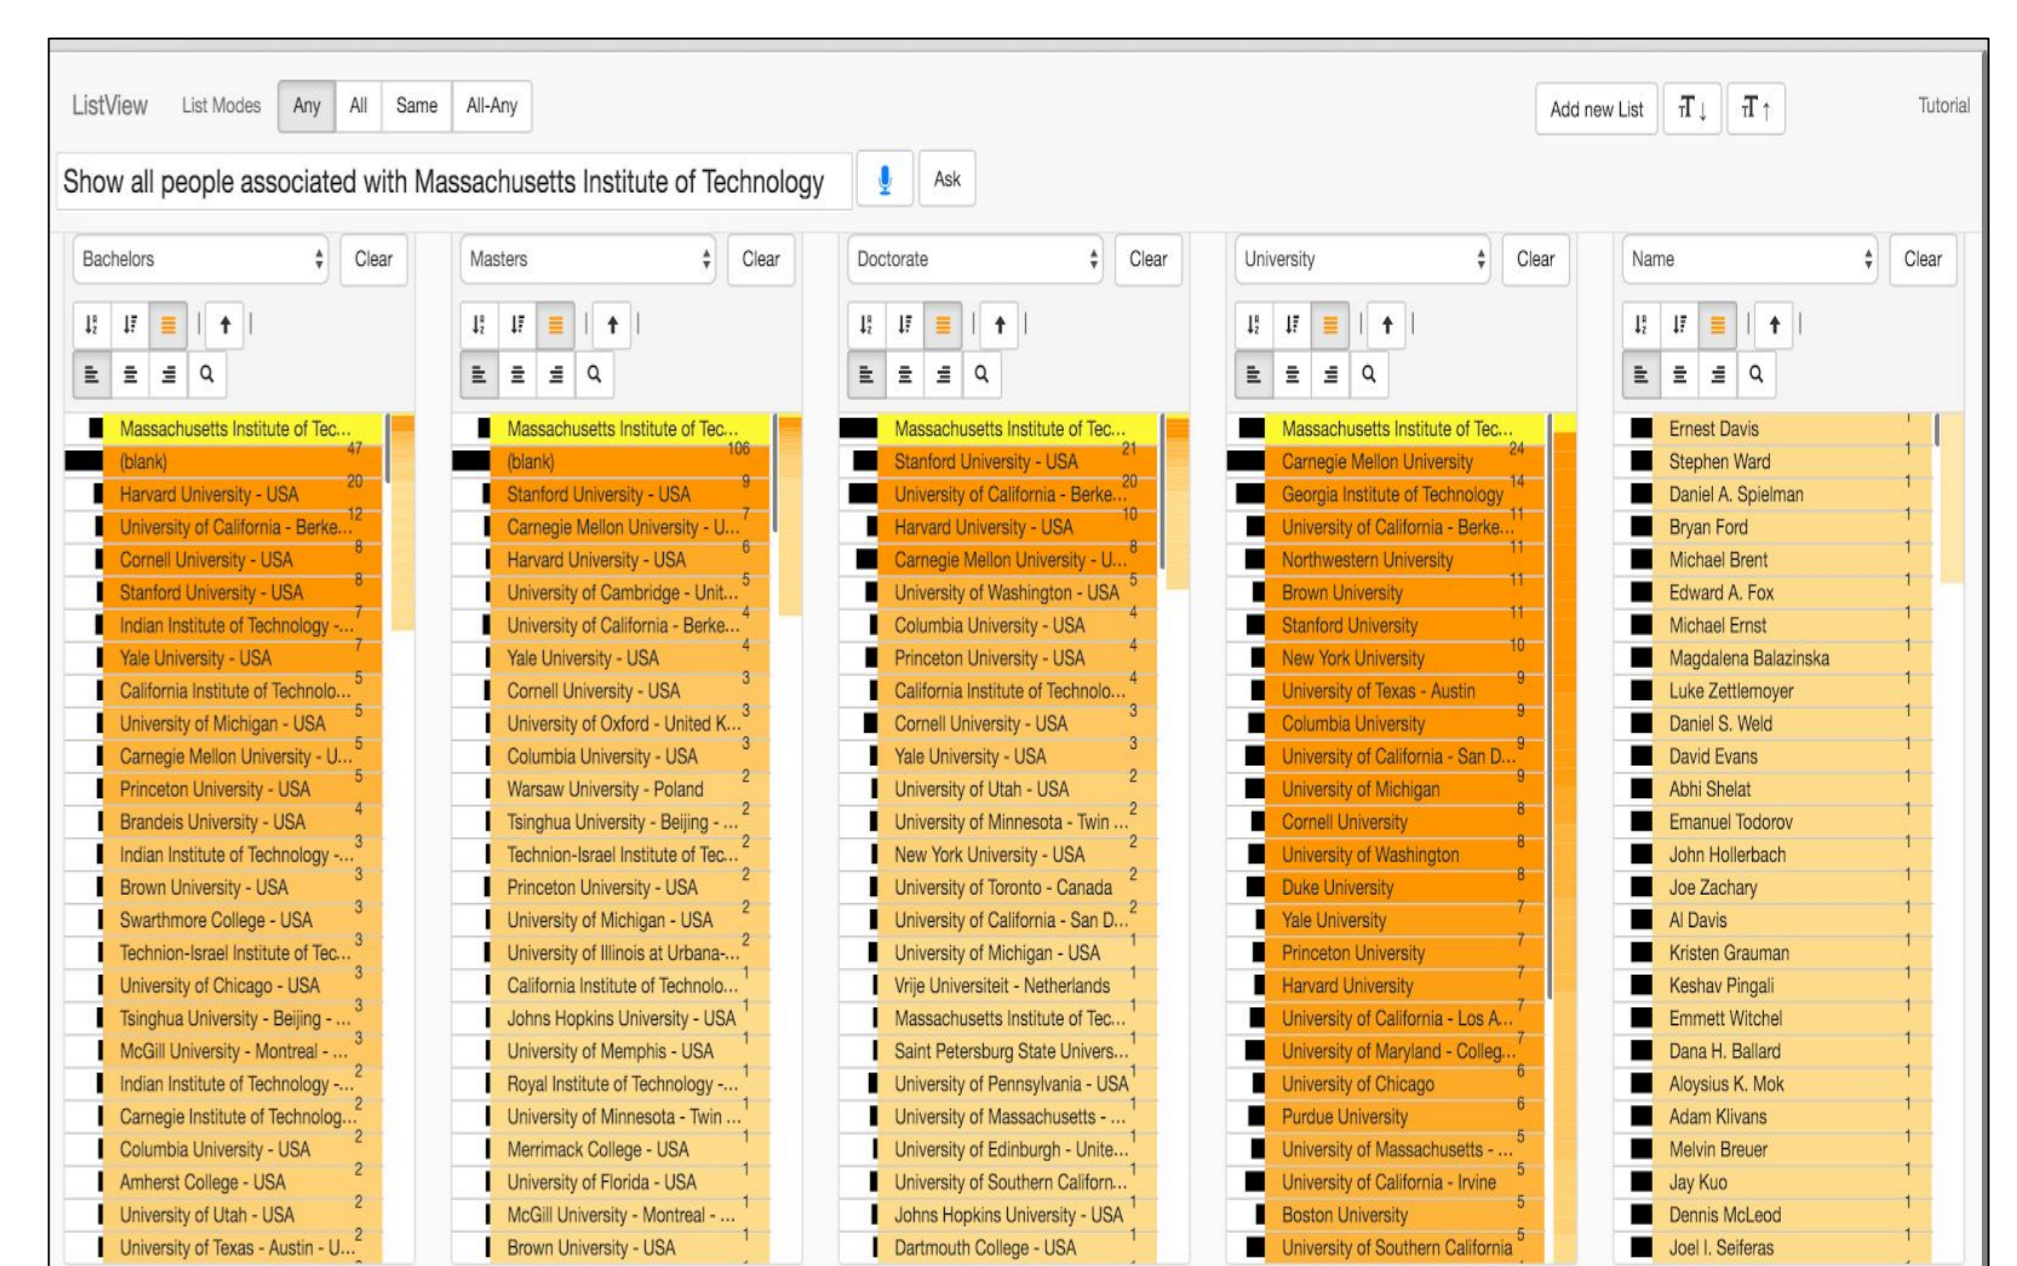 ListView List Modes Any All Same All-Any Add new List Tutorial
Show all people associated with Massachusetts Institute of Technology Ask
Bachelors Clear
Massachusetts Institute of Tec...
(blank) 47
Harvard University - USA 20
University of California - Berke... 12
Cornell University - USA 8
Stanford University - USA 8
Indian Institute of Technology -... 7
Yale University - USA 7
California Institute of Technolo... 5
University of Michigan - USA 5
Carnegie Mellon University - U... 5
Princeton University - USA 5
Brandeis University - USA 4
Indian Institute of Technology -... 3
Brown University - USA 3
Swarthmore College - USA 3
Technion-Israel Institute of Tec... 3
University of Chicago - USA 3
Tsinghua University - Beijing - ... 3
McGill University - Montreal - ... 3
Indian Institute of Technology -... 2
Carnegie Institute of Technolog... 2
Columbia University - USA 2
Amherst College - USA 2
University of Utah - USA 2
University of Texas - Austin - U... 2
Masters Clear
Massachusetts Institute of Tec...
(blank) 106
Stanford University - USA 9
Carnegie Mellon University - U... 7
Harvard University - USA 6
University of Cambridge - Unit... 5
University of California - Berke... 4
Yale University - USA 4
Cornell University - USA 3
University of Oxford - United K... 3
Columbia University - USA 3
Warsaw University - Poland 2
Tsinghua University - Beijing - ... 2
Technion-Israel Institute of Tec... 2
Princeton University - USA 2
University of Michigan - USA 2
University of Illinois at Urbana-... 2
California Institute of Technolo... 1
Johns Hopkins University - USA 1
University of Memphis - USA 1
Royal Institute of Technology -... 1
University of Minnesota - Twin ... 1
Merrimack College - USA 1
University of Florida - USA 1
McGill University - Montreal - ... 1
Brown University - USA 1
Doctorate Clear
Massachusetts Institute of Tec...
Stanford University - USA 21
University of California - Berke... 20
Harvard University - USA 10
Carnegie Mellon University - U... 8
University of Washington - USA 5
Columbia University - USA 4
Princeton University - USA 4
California Institute of Technolo... 4
Cornell University - USA 3
Yale University - USA 3
University of Utah - USA 2
University of Minnesota - Twin ... 2
New York University - USA 2
University of Toronto - Canada 2
University of California - San D... 2
University of Michigan - USA 1
Vrije Universiteit - Netherlands 1
Massachusetts Institute of Tec... 1
Saint Petersburg State Univers... 1
University of Pennsylvania - USA 1
University of Massachusetts - ... 1
University of Edinburgh - Unite... 1
University of Southern Californ... 1
Johns Hopkins University - USA 1
Dartmouth College - USA 1
University Clear
Massachusetts Institute of Tec...
Carnegie Mellon University 24
Georgia Institute of Technology 14
University of California - Berke... 11
Northwestern University 11
Brown University 11
Stanford University 11
New York University 10
University of Texas - Austin 9
Columbia University 9
University of California - San D... 9
University of Michigan 9
Cornell University 8
University of Washington 8
Duke University 8
Yale University 7
Princeton University 7
Harvard University 7
University of California - Los A... 7
University of Maryland - Colleg... 7
University of Chicago 6
Purdue University 6
University of Massachusetts - ... 5
University of California - Irvine 5
Boston University 5
University of Southern California 5
Name Clear
Ernest Davis 1
Stephen Ward 1
Daniel A. Spielman 1
Bryan Ford 1
Michael Brent 1
Edward A. Fox 1
Michael Ernst 1
Magdalena Balazinska 1
Luke Zettlemoyer 1
Daniel S. Weld 1
David Evans 1
Abhi Shelat 1
Emanuel Todorov 1
John Hollerbach 1
Joe Zachary 1
Al Davis 1
Kristen Grauman 1
Keshav Pingali 1
Emmett Witchel 1
Dana H. Ballard 1
Aloysius K. Mok 1
Adam Klivans 1
Melvin Breuer 1
Jay Kuo 1
Dennis McLeod 1
Joel I. Seiferas 1